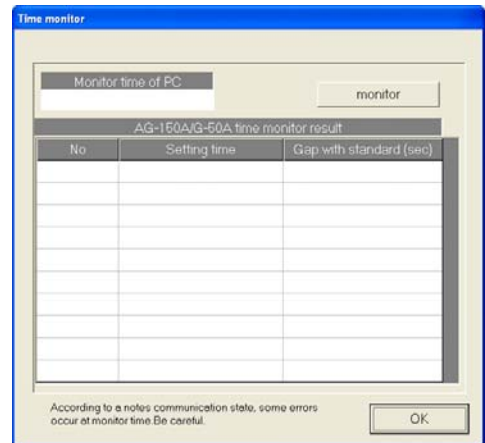 Time monitor
Monitor time of PC
monitor
AG-150A/G-50A time monitor result
No Setting time Gap with standard (sec)
According to a notes communication state, some errors
occur at monitor time.Be careful.
OK